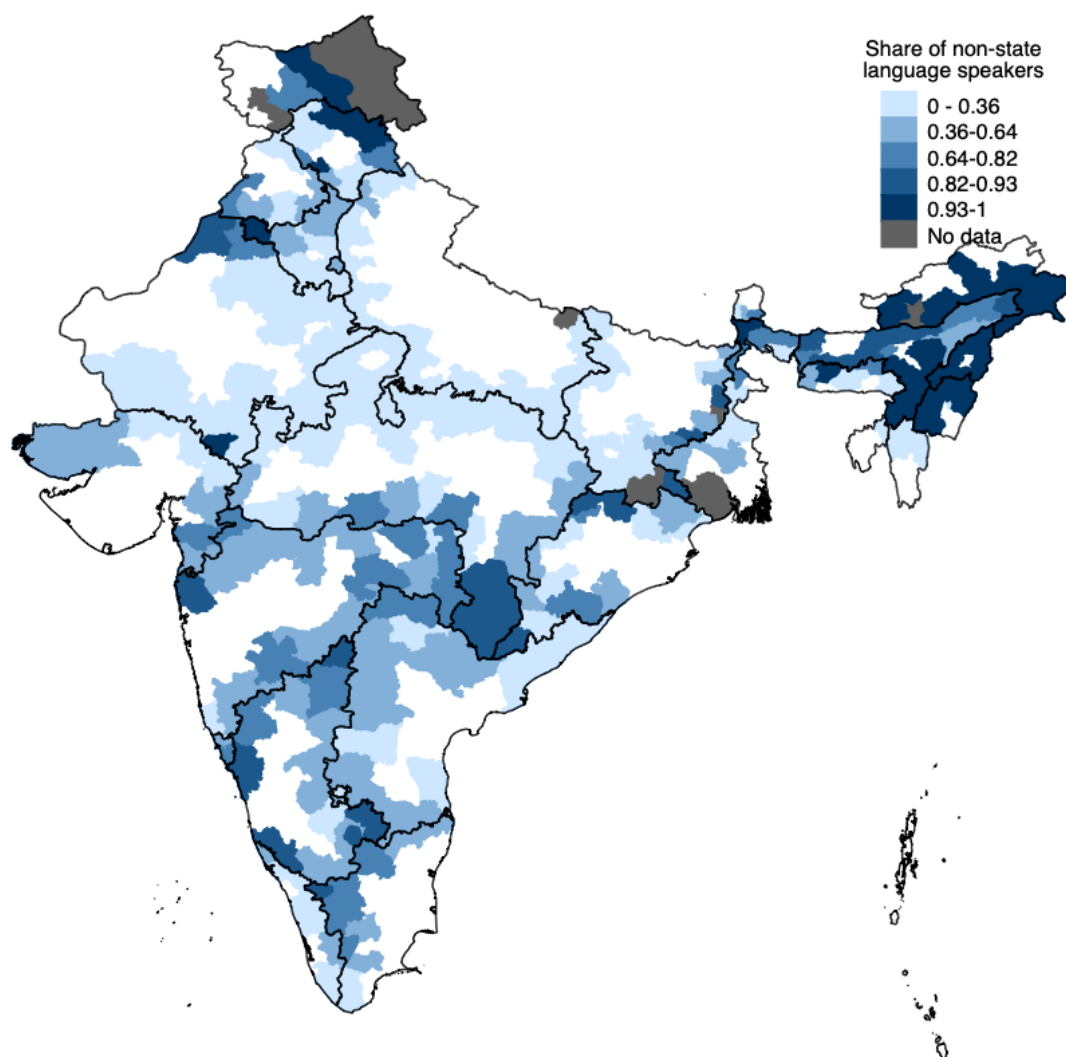 Share of non-state
language speakers
0 - 0.36
0.36-0.64
0.64-0.82
0.82-0.93
0.93-1
No data